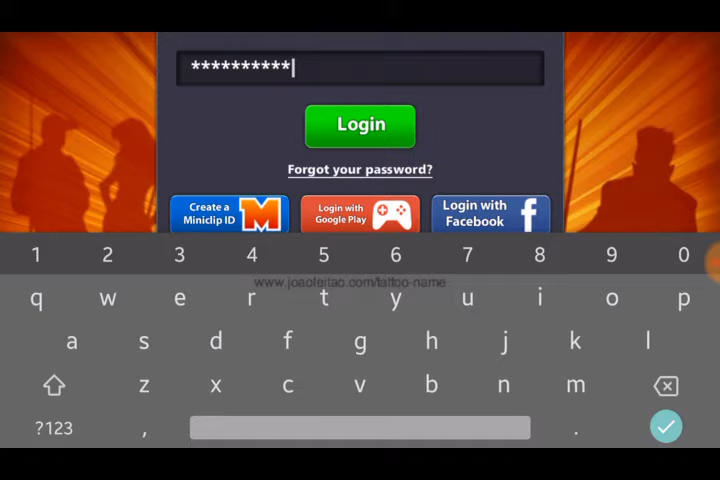 **********
Login
Forgot your password?
Create a
Miniclip ID
M
Login with
Google Play
Login with
Facebook
f
1 2 3 4 5 6 7 8 9 0
www.joaoleitao.com/tattoo-name
q w e r t y u i o p
a s d f g h j k l
z x c v b n m
?123 , .